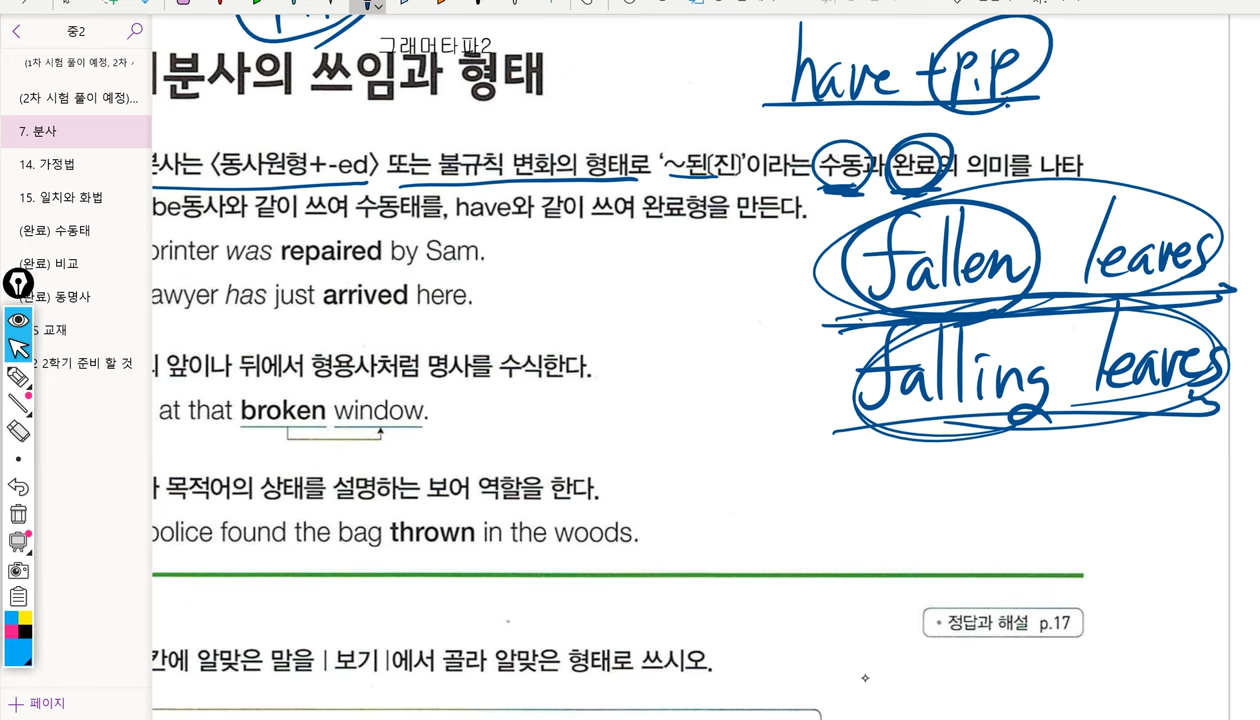 중2
(1차 시험 풀이 예정, 2차
(2차 시험 풀이 예정)...
7. 분사
14. 가정법
15. 일치와 화법
(완료) 수동태
(완료) 비교
(완료) 동명사
교재
2학기 준비 할 것
페이지
그래머타파2
분사의 쓰임과 형태
have +p.p
분사는 〈동사원형+-ed〉 또는 불규칙 변화의 형태로 '~된(진)'이라는 수동과 완료의 의미를 나타
be동사와 같이 쓰여 수동태를, have와 같이 쓰여 완료형을 만든다.
printer was repaired by Sam.
lawyer has just arrived here.
fallen leaves
falling leaves
앞이나 뒤에서 형용사처럼 명사를 수식한다.
at that broken window.
목적어의 상태를 설명하는 보어 역할을 한다.
police found the bag thrown in the woods.
• 정답과 해설 p.17
칸에 알맞은 말을 |보기|에서 골라 알맞은 형태로 쓰시오.